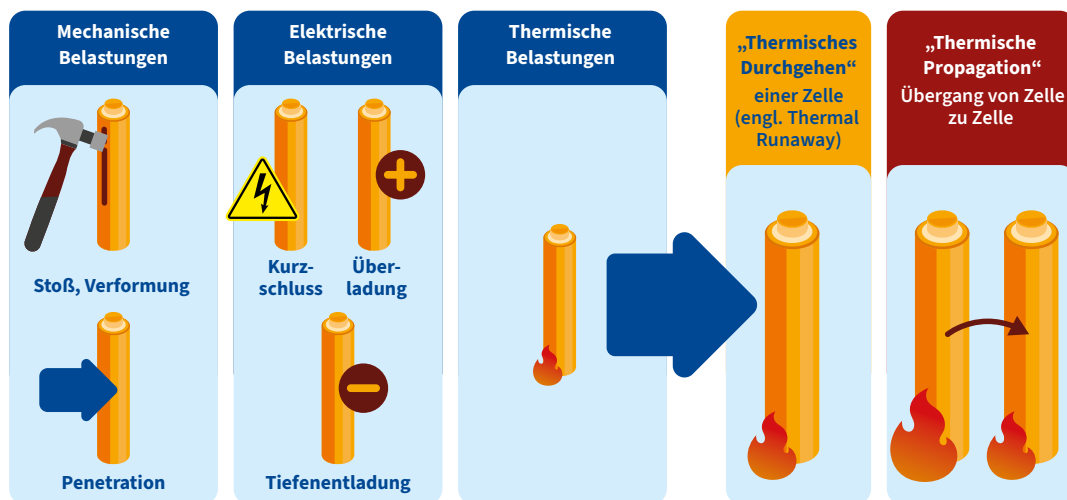 Mechanische
Belastungen
Stoß, Verformung
Penetration
Elektrische
Belastungen
Kurz-
schluss
Über-
ladung
Tiefenentladung
Thermische
Belastungen
„Thermisches
Durchgehen“
einer Zelle
(engl. Thermal
Runaway)
„Thermische
Propagation“
Übergang von Zelle
zu Zelle